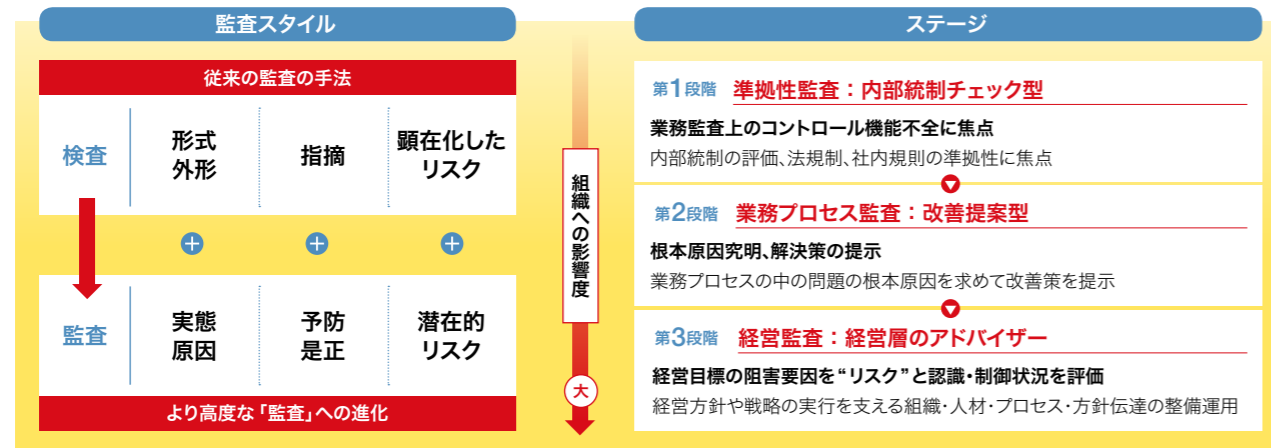 監査スタイル
従来の監査の手法
検査
形式
外形
指摘
顕在化した
リスク
+
+
+
監査
実態
原因
予防
是正
潜在的
リスク
より高度な「監査」への進化
組織への影響度
大
ステージ
第1段階 準拠性監査：内部統制チェック型
業務監査上のコントロール機能不全に焦点
内部統制の評価、法規制、社内規則の準拠性に焦点
第2段階 業務プロセス監査：改善提案型
根本原因究明、解決策の提示
業務プロセスの中の問題の根本原因を求めて改善策を提示
第3段階 経営監査：経営層のアドバイザー
経営目標の阻害要因を“リスク”と認識・制御状況を評価
経営方針や戦略の実行を支える組織・人材・プロセス・方針伝達の整備運用